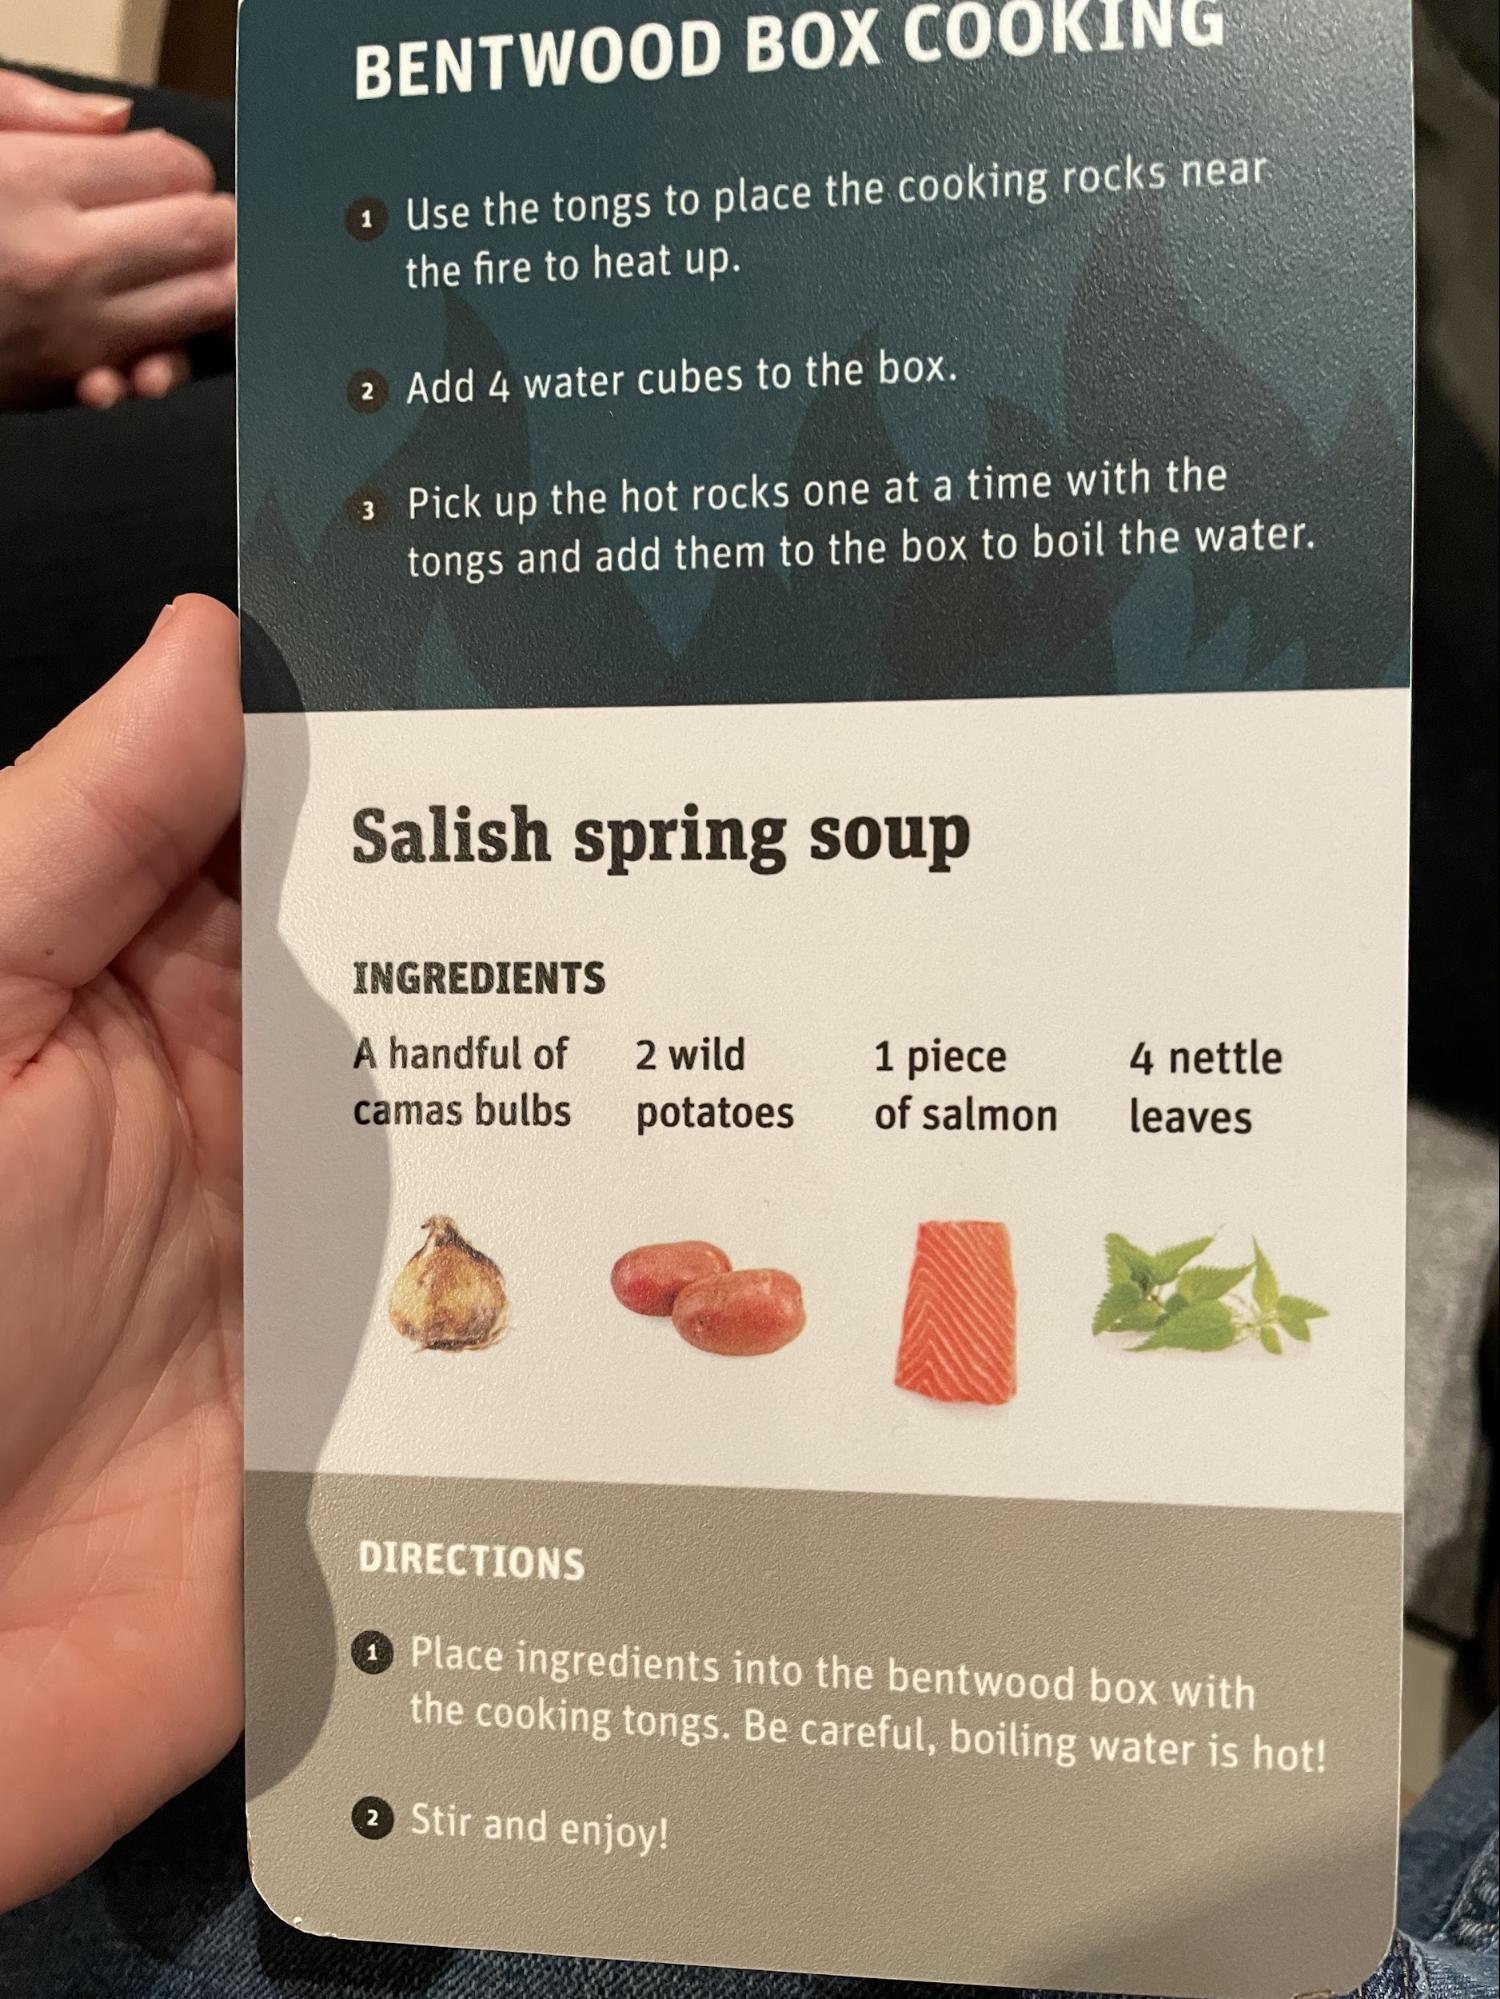 BENTWOOD BOX COOKING
1 Use the tongs to place the cooking rocks near
the fire to heat up.
2 Add 4 water cubes to the box.
3 Pick up the hot rocks one at a time with the
tongs and add them to the box to boil the water.
Salish spring soup
INGREDIENTS
A handful of
camas bulbs
2 wild
potatoes
1 piece
of salmon
4 nettle
leaves
DIRECTIONS
1 Place ingredients into the bentwood box with
the cooking tongs. Be careful, boiling water is hot!
2 Stir and enjoy!